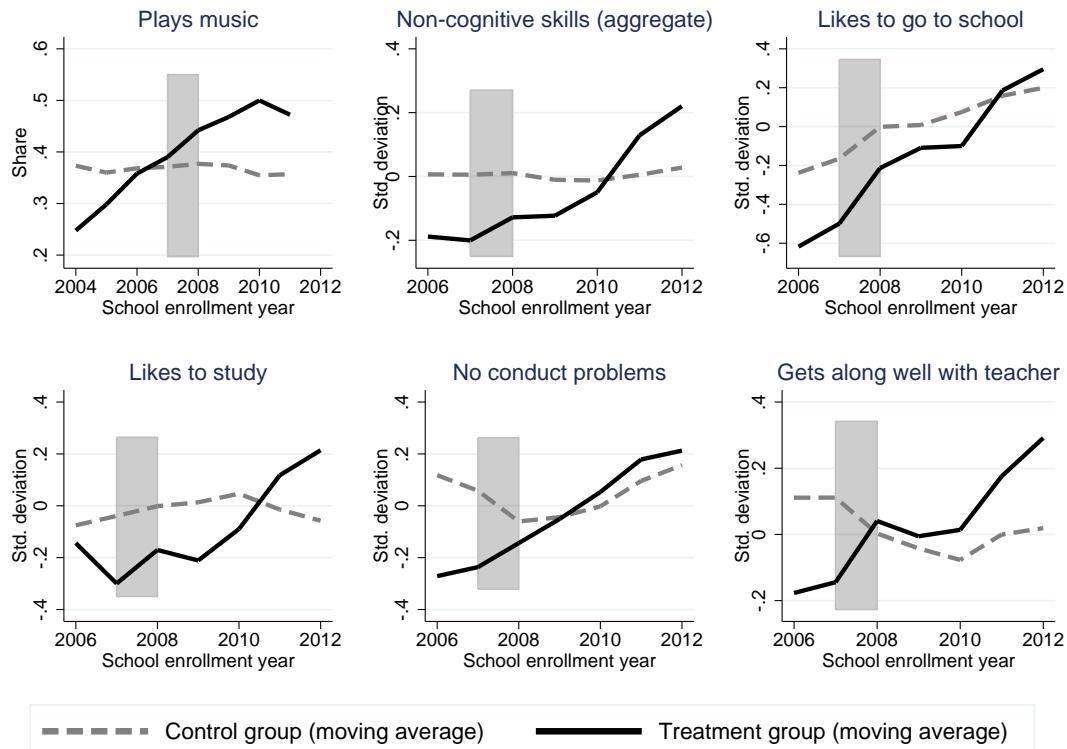 Plays music
Share
.2 .3 .4 .5 .6
2004 2006 2008 2010 2012
School enrollment year
Non-cognitive skills (aggregate)
Std. deviation
-.2 0 .2 .4
2006 2008 2010 2012
School enrollment year
Likes to go to school
Std. deviation
-.6 -.4 -.2 0 .2 .4
2006 2008 2010 2012
School enrollment year
Likes to study
Std. deviation
-.4 -.2 0 .2 .4
2006 2008 2010 2012
School enrollment year
No conduct problems
Std. deviation
-.4 -.2 0 .2 .4
2006 2008 2010 2012
School enrollment year
Gets along well with teacher
Std. deviation
-.2 0 .2 .4
2006 2008 2010 2012
School enrollment year
Control group (moving average) Treatment group (moving average)